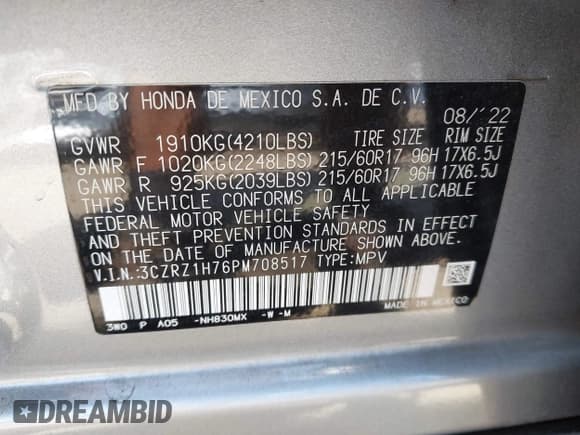 MFD BY HONDA DE MEXICO S.A. DE C.V.
08/'22
GVWR 1910KG(4210LBS) TIRE SIZE RIM SIZE
GAWR F 1020KG(2248LBS) 215/60R17 96H 17X6.5J
GAWR R 925KG(2039LBS) 215/60R17 96H 17X6.5J
THIS VEHICLE CONFORMS TO ALL APPLICABLE
FEDERAL MOTOR VEHICLE SAFETY
AND THEFT PREVENTION STANDARDS IN EFFECT
ON THE DATE OF MANUFACTURE SHOWN ABOVE.
V.I.N.:3CZRZ1H76PM708517 TYPE:MPV
3W0 P A05 -NH830MX -W -M
MADE IN MEXICO
DREAMBID